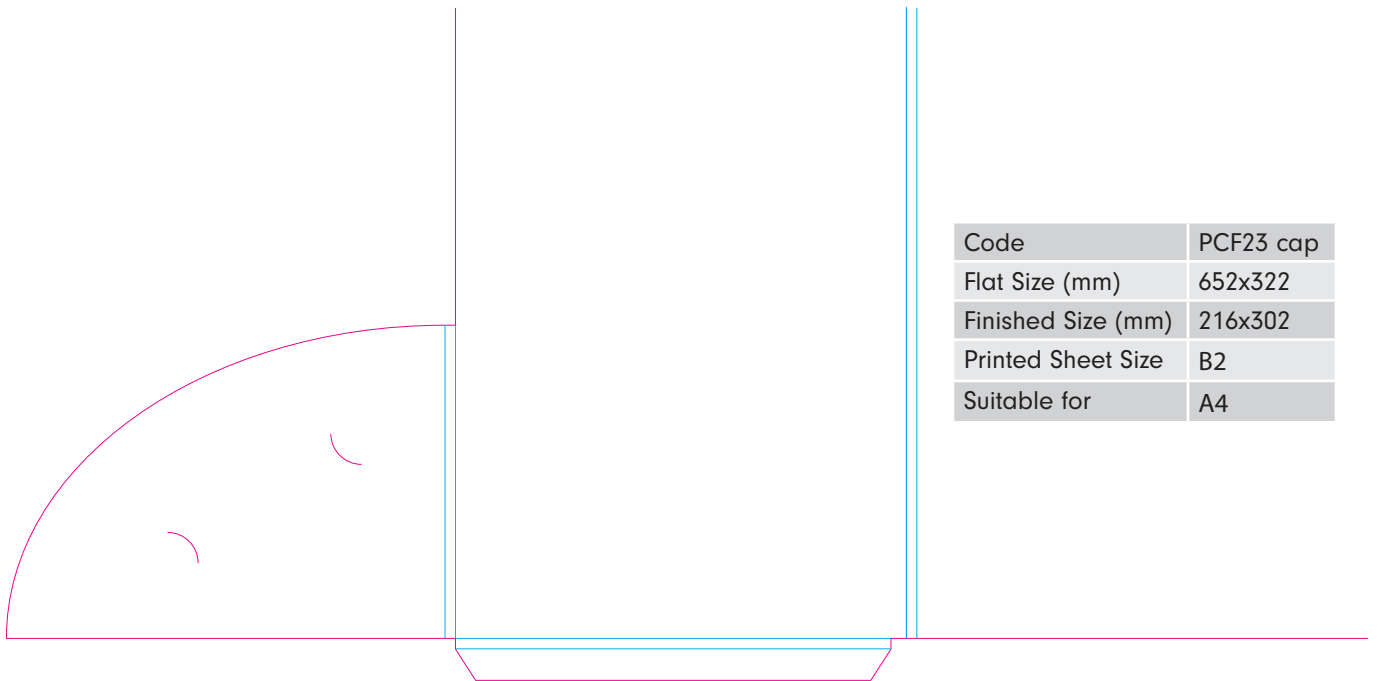 Code PCF23 cap
Flat Size (mm) 652x322
Finished Size (mm) 216x302
Printed Sheet Size B2
Suitable for A4